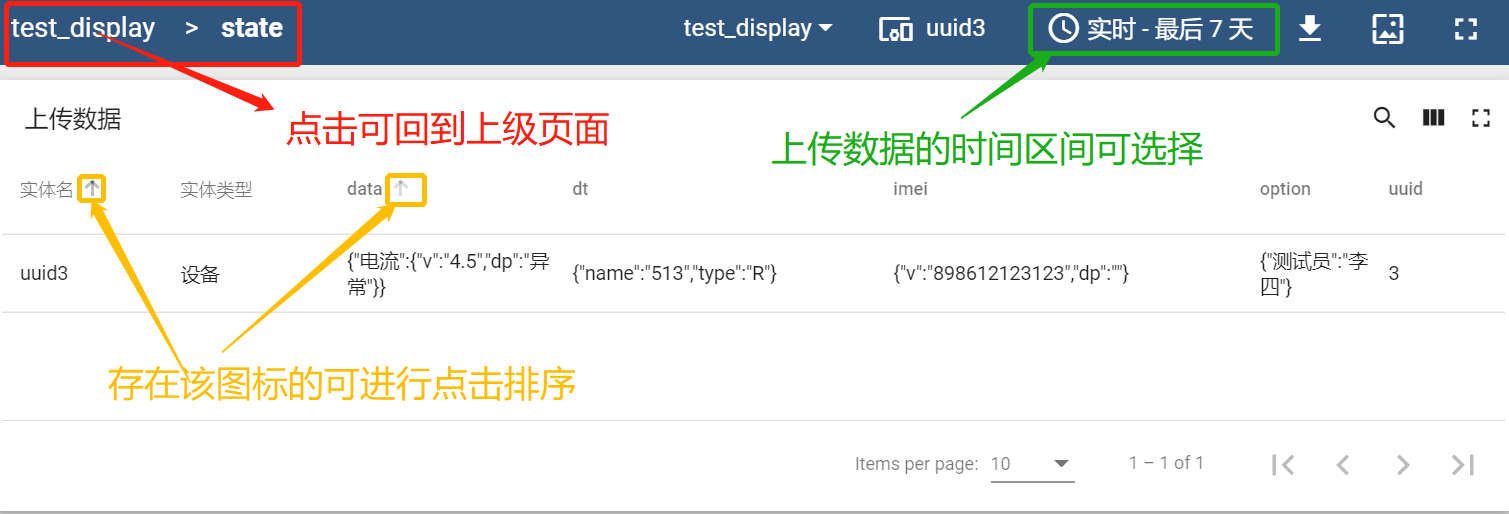 test_display > state test_display uuid3 实时 - 最后 7 天
上传数据
点击可回到上级页面
上传数据的时间区间可选择
实体名 实体类型 data dt imei option uuid
uuid3 设备 {"电流":{"v":"4.5","dp":"异 {"name":"513","type":"R"} {"v":"898612123123","dp":""} {"测试员":"李 3
常"}} 四"}
存在该图标的可进行点击排序
Items per page: 10 1 – 1 of 1